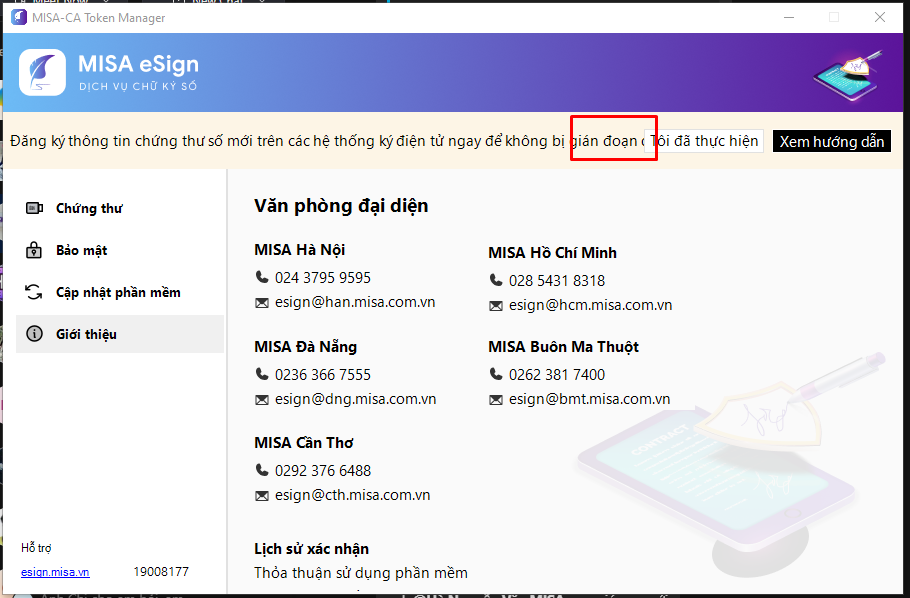 MISA-CA Token Manager
MISA eSign
DỊCH VỤ CHỮ KÝ SỐ
Đăng ký thông tin chứng thư số mới trên các hệ thống ký điện tử ngay để không bị gián đoạn
Tôi đã thực hiện
Xem hướng dẫn
Chứng thư
Bảo mật
Cập nhật phần mềm
Giới thiệu
Văn phòng đại diện
MISA Hà Nội
024 3795 9595
esign@han.misa.com.vn
MISA Hồ Chí Minh
028 5431 8318
esign@hcm.misa.com.vn
MISA Đà Nẵng
0236 366 7555
esign@dng.misa.com.vn
MISA Buôn Ma Thuột
0262 381 7400
esign@bmt.misa.com.vn
MISA Cần Thơ
0292 376 6488
esign@cth.misa.com.vn
CONTRACT
Lịch sử xác nhận
Thỏa thuận sử dụng phần mềm
Hỗ trợ
esign.misa.vn
19008177